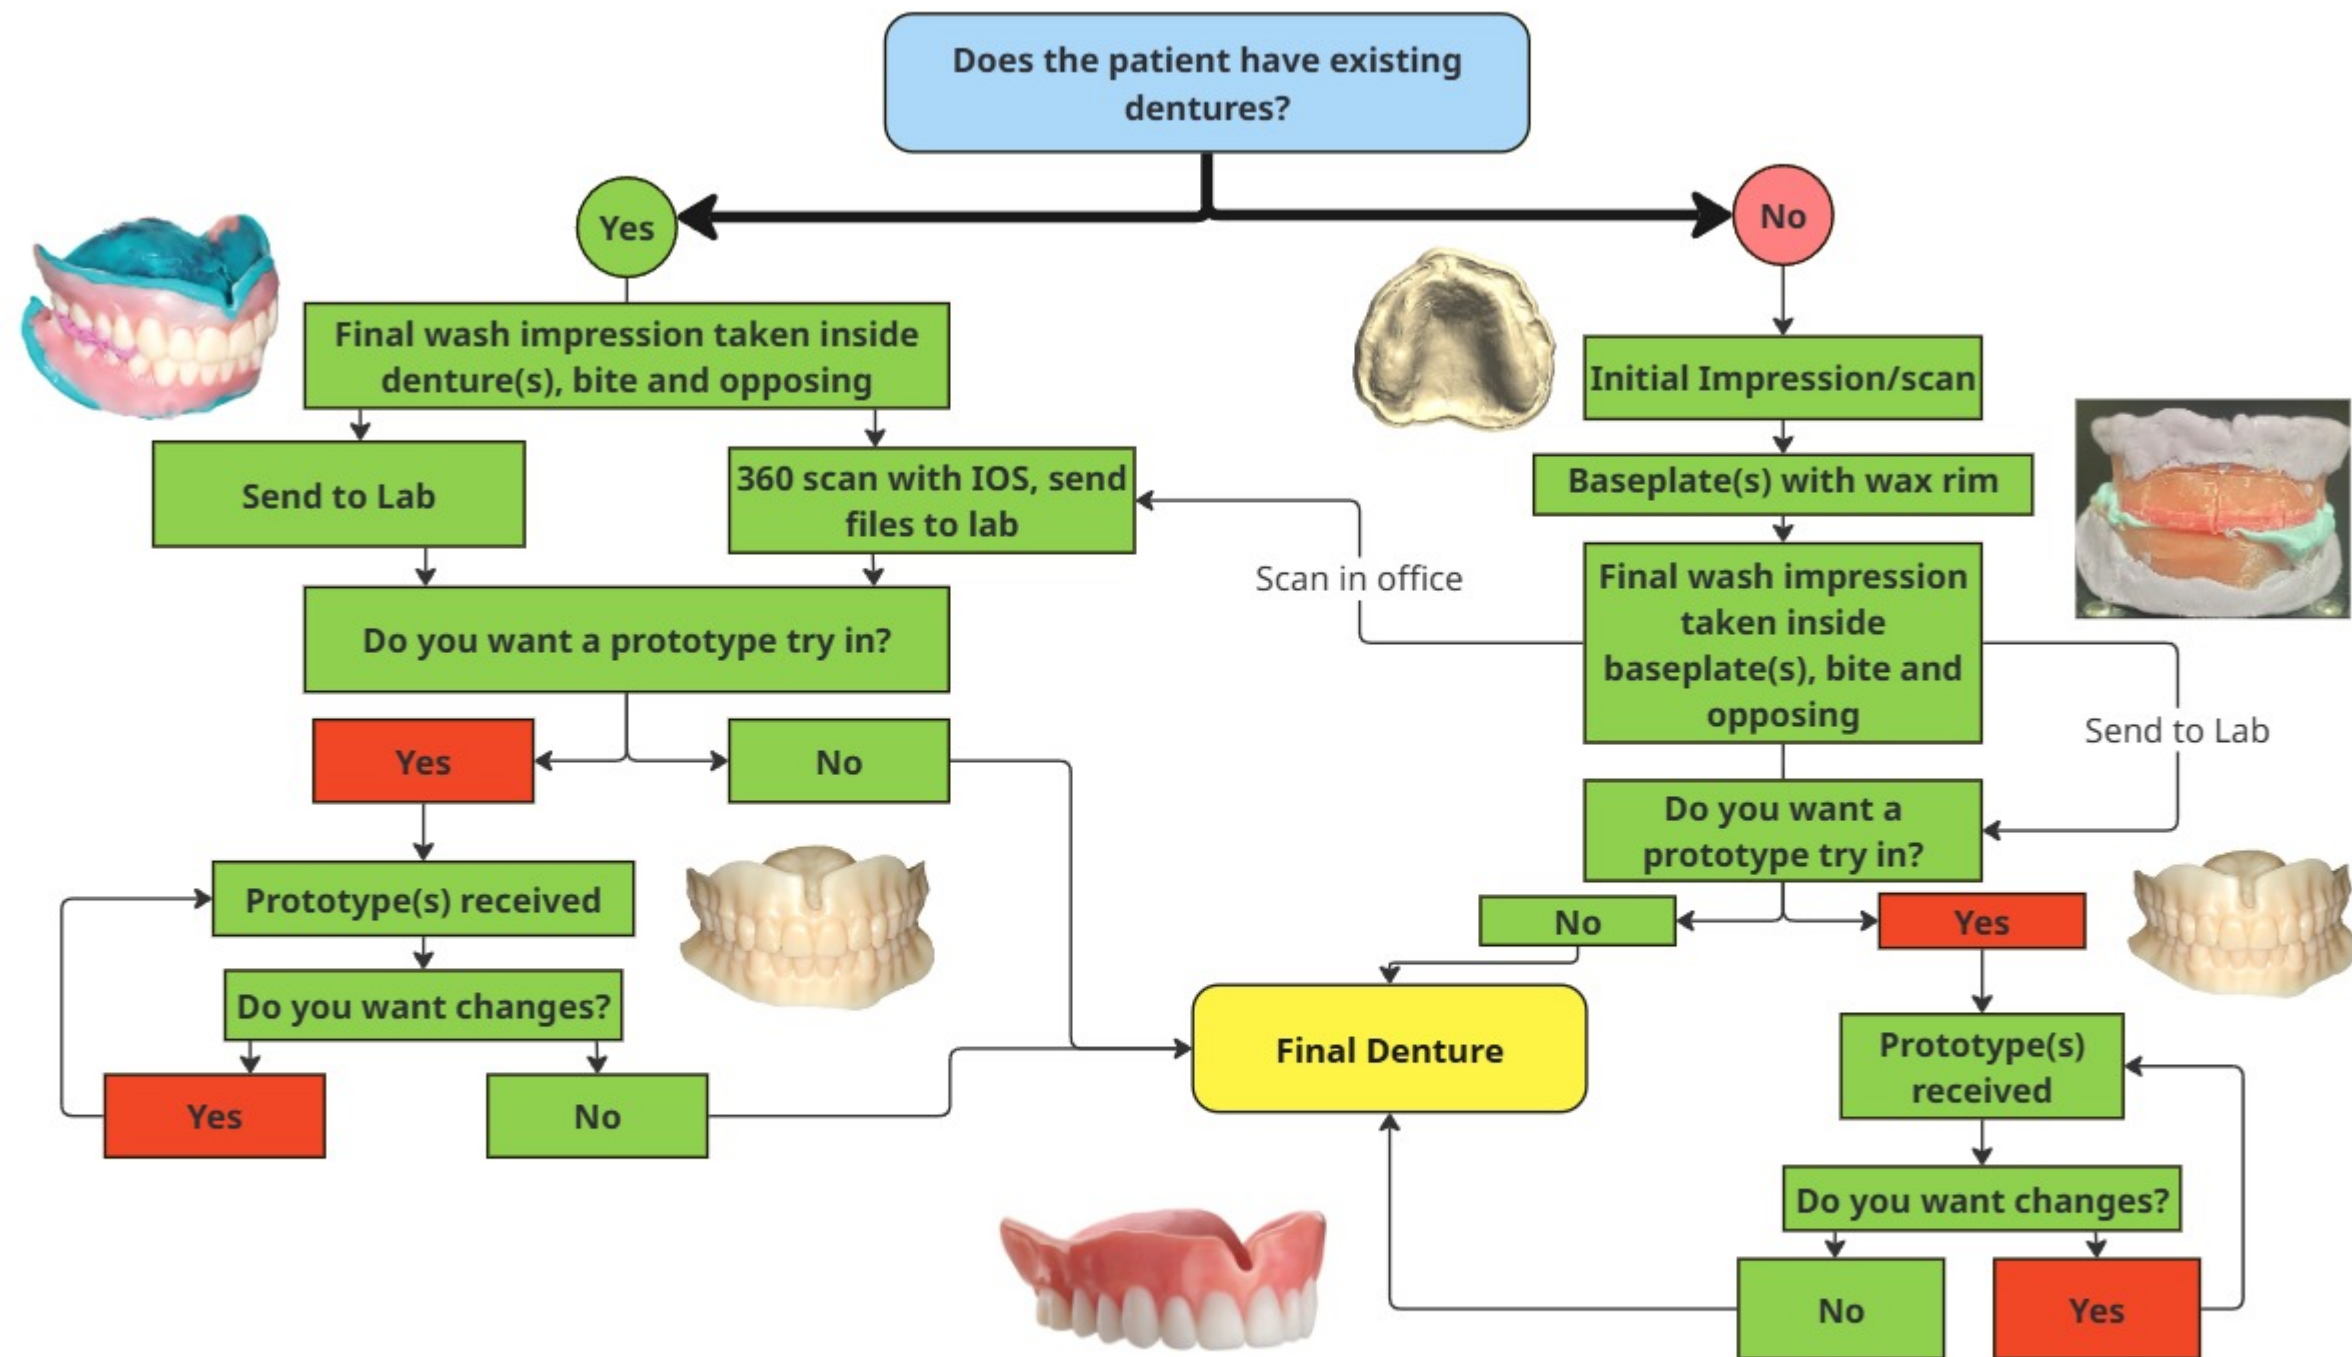 Does the patient have existing
dentures?
Yes
No
Final wash impression taken inside
denture(s), bite and opposing
Send to Lab
360 scan with IOS, send
files to lab
Do you want a prototype try in?
Yes
No
Prototype(s) received
Do you want changes?
Yes
No
Initial Impression/scan
Baseplate(s) with wax rim
Final wash impression
taken inside
baseplate(s), bite and
opposing
Scan in office
Send to Lab
Do you want a
prototype try in?
No
Yes
Final Denture
Prototype(s)
received
Do you want changes?
No
Yes